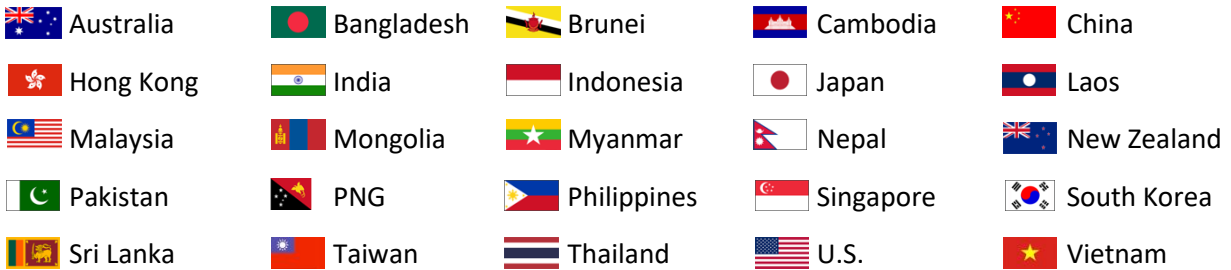 Australia Bangladesh Brunei Cambodia China
Hong Kong India Indonesia Japan Laos
Malaysia Mongolia Myanmar Nepal New Zealand
Pakistan PNG Philippines Singapore South Korea
Sri Lanka Taiwan Thailand U.S. Vietnam